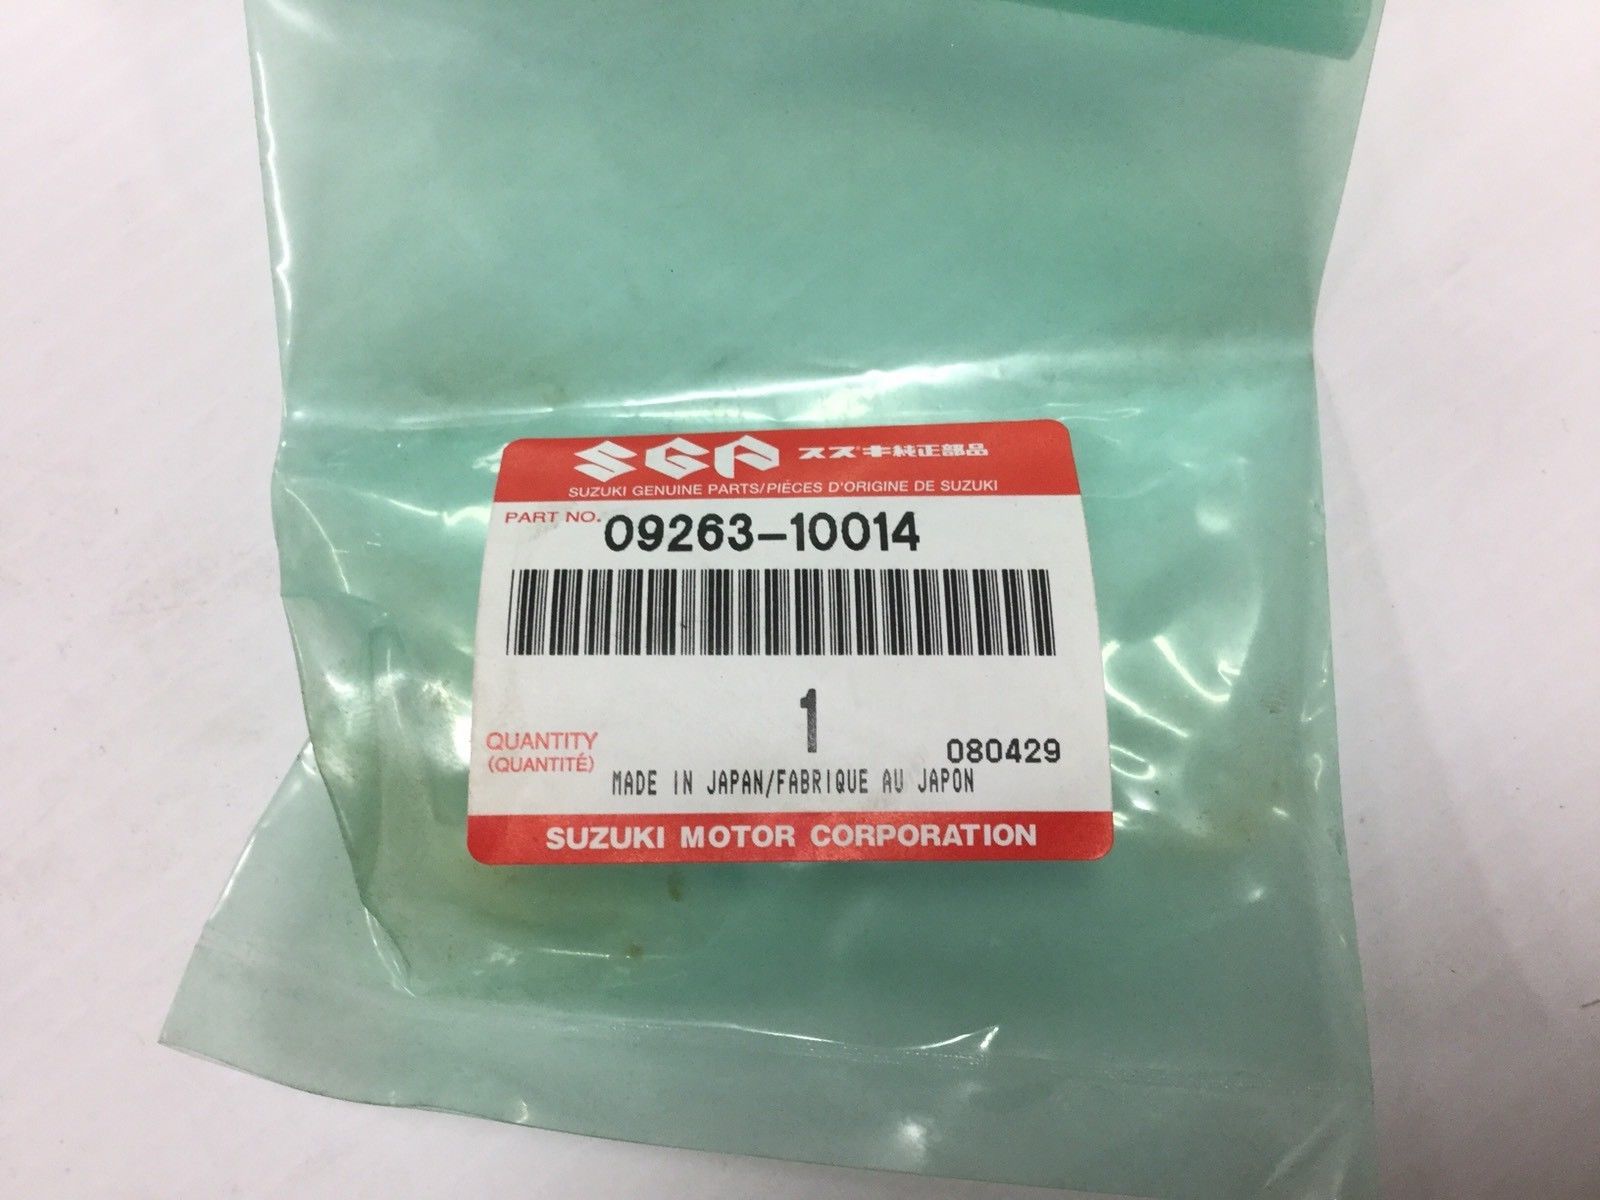 SGP スズキ純正部品
SUZUKI GENUINE PARTS/PIÈCES D'ORIGINE DE SUZUKI
PART NO. 09263-10014
1
QUANTITY
(QUANTITÉ)
080429
MADE IN JAPAN/FABRIQUE AU JAPON
SUZUKI MOTOR CORPORATION